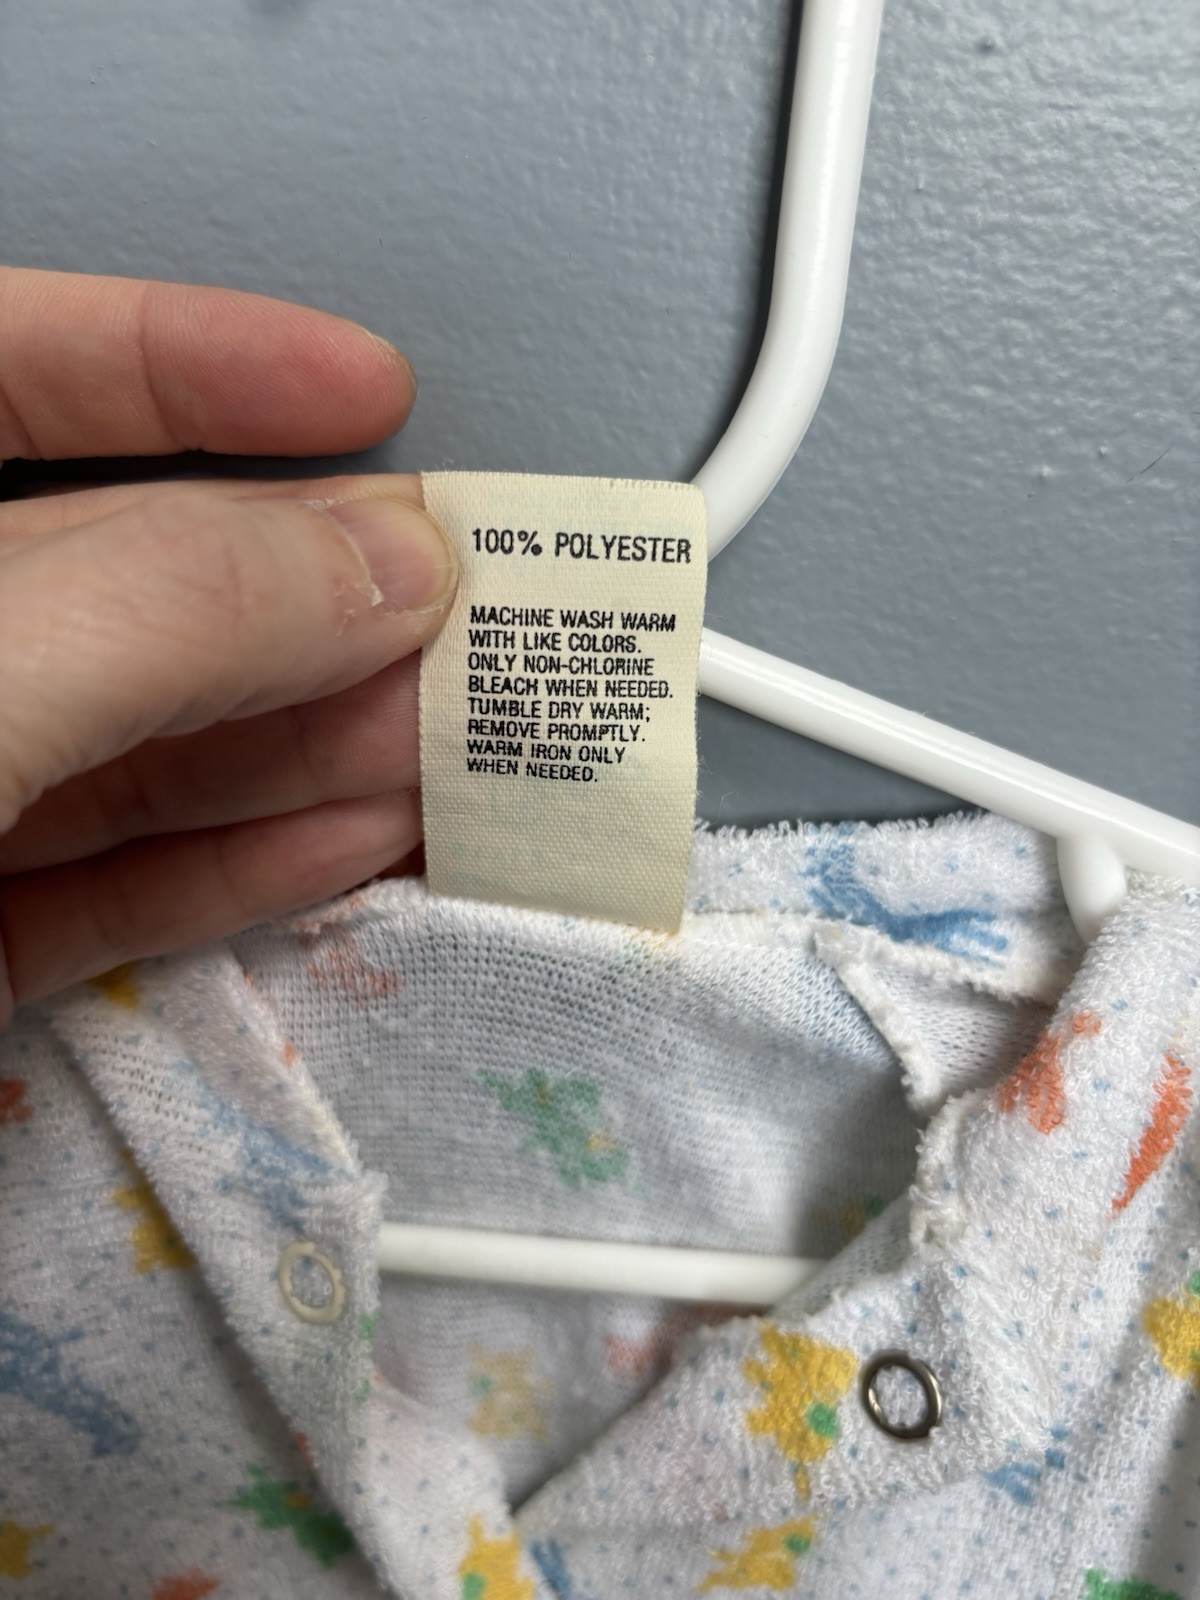 100% POLYESTER
MACHINE WASH WARM
WITH LIKE COLORS.
ONLY NON-CHLORINE
BLEACH WHEN NEEDED.
TUMBLE DRY WARM;
REMOVE PROMPTLY.
WARM IRON ONLY
WHEN NEEDED.